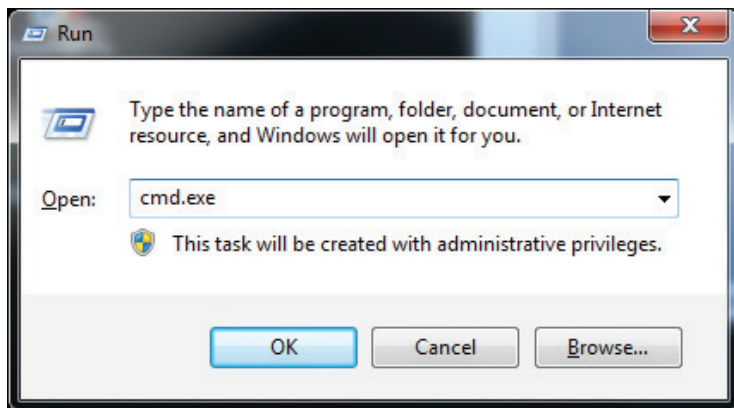 Run
X
Type the name of a program, folder, document, or Internet
resource, and Windows will open it for you.
Open: cmd.exe
This task will be created with administrative privileges.
OK Cancel Browse...